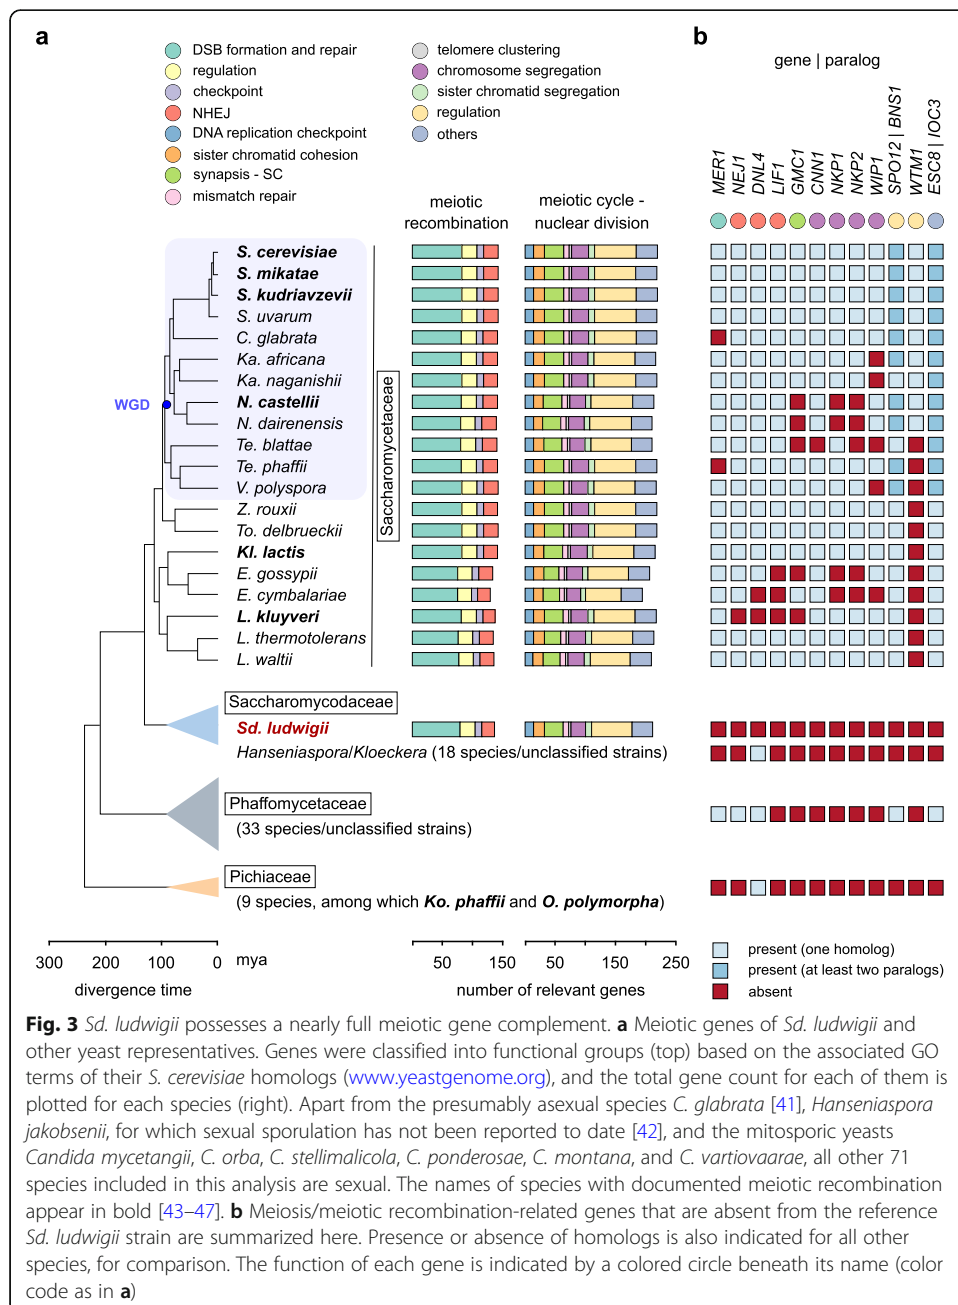 a
DSB formation and repair
regulation
checkpoint
NHEJ
DNA replication checkpoint
sister chromatid cohesion
synapsis - SC
mismatch repair
telomere clustering
chromosome segregation
sister chromatid segregation
regulation
others
meiotic recombination
meiotic cycle - nuclear division
b
gene | paralog
MER1
NEJ1
DNL4
LIF1
GMC1
CNN1
NKP1
NKP2
WIP1
SPO12 | BNS1
WTM1
ESC8 | IOC3
S. cerevisiae
S. mikatae
S. kudriavzevii
S. uvarum
C. glabrata
Ka. africana
Ka. naganishii
WGD
N. castellii
N. dairenensis
Te. blattae
Te. phaffii
V. polyspora
Z. rouxii
To. delbrueckii
Kl. lactis
E. gossypii
E. cymbalariae
L. kluyveri
L. thermotolerans
L. waltii
Saccharomycetaceae
Saccharomycodaceae
Sd. ludwigii
Hanseniaspora/Kloeckera (18 species/unclassified strains)
Phaffomycetaceae
(33 species/unclassified strains)
Pichiaceae
(9 species, among which Ko. phaffii and O. polymorpha)
300 200 100 0 mya
divergence time
50 150
50 150 250
number of relevant genes
present (one homolog)
present (at least two paralogs)
absent
Fig. 3 Sd. ludwigii possesses a nearly full meiotic gene complement. a Meiotic genes of Sd. ludwigii and
other yeast representatives. Genes were classified into functional groups (top) based on the associated GO
terms of their S. cerevisiae homologs (www.yeastgenome.org), and the total gene count for each of them is
plotted for each species (right). Apart from the presumably asexual species C. glabrata [41], Hanseniaspora
jakobsenii, for which sexual sporulation has not been reported to date [42], and the mitosporic yeasts
Candida mycetangii, C. orba, C. stellimalicola, C. ponderosae, C. montana, and C. vartiovaarae, all other 71
species included in this analysis are sexual. The names of species with documented meiotic recombination
appear in bold [43–47]. b Meiosis/meiotic recombination-related genes that are absent from the reference
Sd. ludwigii strain are summarized here. Presence or absence of homologs is also indicated for all other
species, for comparison. The function of each gene is indicated by a colored circle beneath its name (color
code as in a)